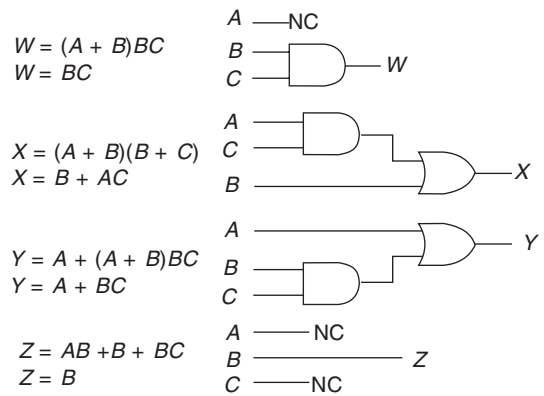 A NC
W = (A + B)BC
B
W = BC
W
C
A
C
X = (A + B)(B + C)
X
X = B + AC
B
A
Y
Y = A + (A + B)BC
B
Y = A + BC
C
A NC
Z = AB +B + BC
B Z
Z = B
C NC